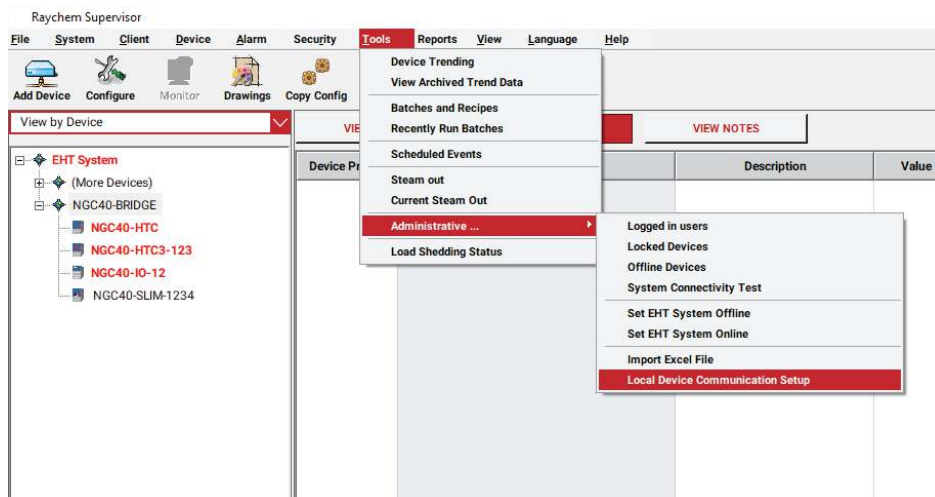 Raychem Supervisor
File System Client Device Alarm Security Tools Reports View Language Help
Add Device Configure Monitor Drawings Copy Config
View by Device
VIEW NOTES
Description Value
EHT System
(More Devices)
NGC40-BRIDGE
NGC40-HTC
NGC40-HTC3-123
NGC40-IO-12
NGC40-SLIM-1234
Device Trending
View Archived Trend Data
Batches and Recipes
Recently Run Batches
Scheduled Events
Steam out
Current Steam Out
Administrative ...
Load Shedding Status
Logged in users
Locked Devices
Offline Devices
System Connectivity Test
Set EHT System Offline
Set EHT System Online
Import Excel File
Local Device Communication Setup